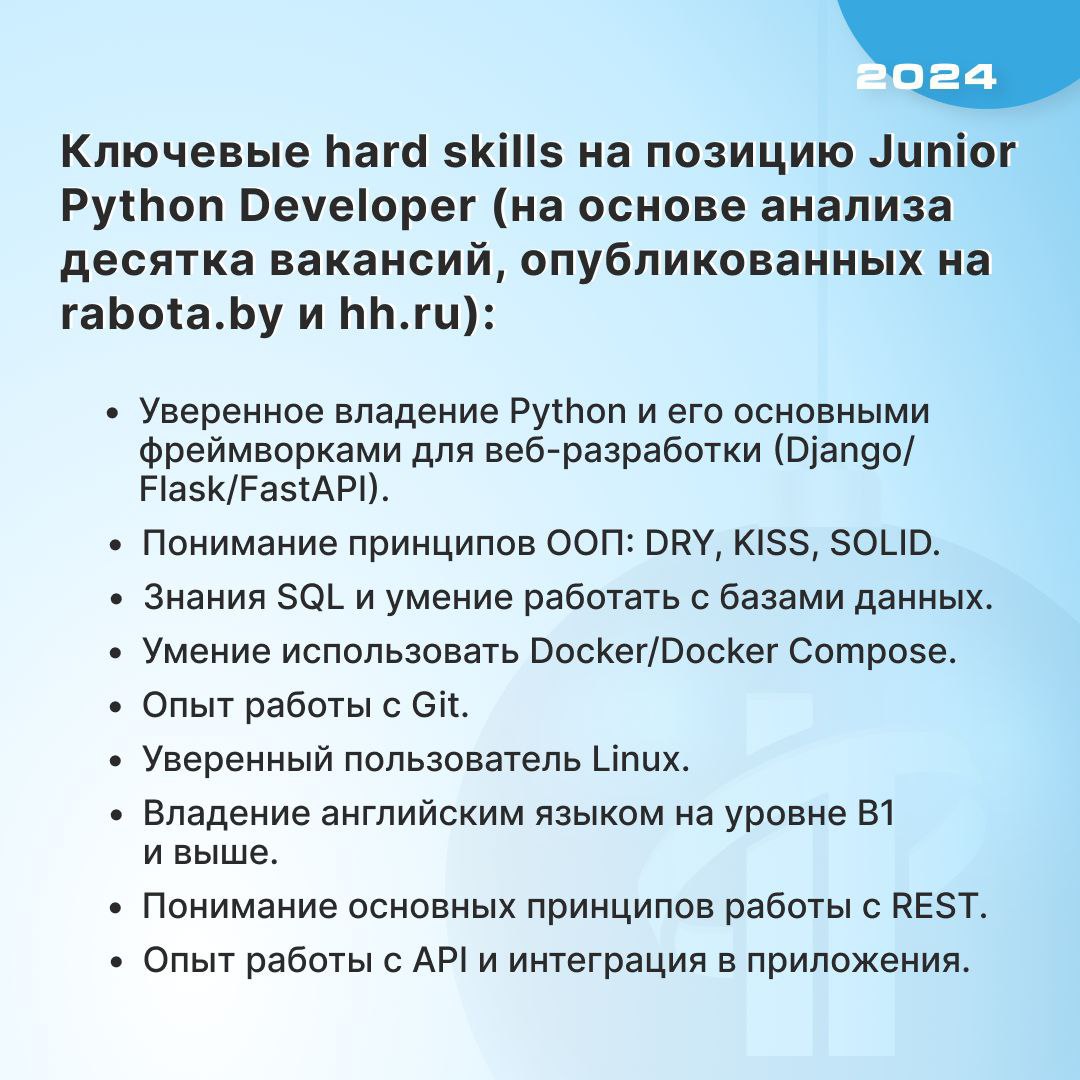 2024
Ключевые hard skills на позицию Junior
Python Developer (на основе анализа
десятка вакансий, опубликованных на
rabota.by и hh.ru):
• Уверенное владение Python и его основными
фреймворками для веб-разработки (Django/
Flask/FastAPI).
• Понимание принципов ООП: DRY, KISS, SOLID.
• Знания SQL и умение работать с базами данных.
• Умение использовать Docker/Docker Compose.
• Опыт работы с Git.
• Уверенный пользователь Linux.
• Владение английским языком на уровне B1
и выше.
• Понимание основных принципов работы с REST.
• Опыт работы с API и интеграция в приложения.